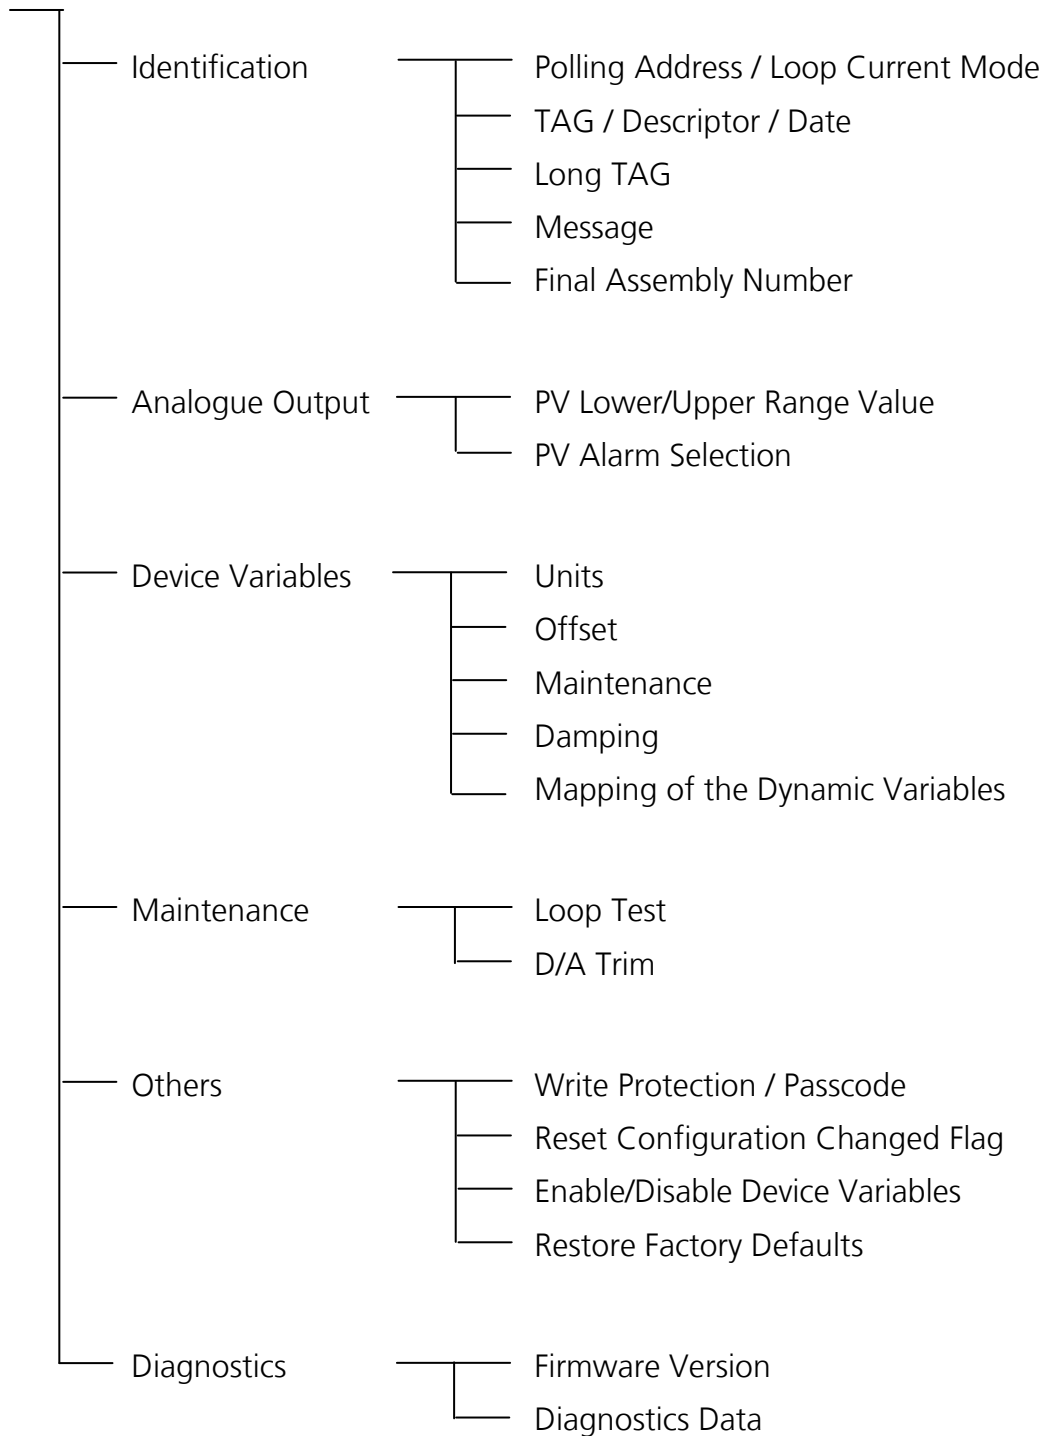 Identification
Polling Address / Loop Current Mode
TAG / Descriptor / Date
Long TAG
Message
Final Assembly Number
Analogue Output
PV Lower/Upper Range Value
PV Alarm Selection
Device Variables
Units
Offset
Maintenance
Damping
Mapping of the Dynamic Variables
Maintenance
Loop Test
D/A Trim
Others
Write Protection / Passcode
Reset Configuration Changed Flag
Enable/Disable Device Variables
Restore Factory Defaults
Diagnostics
Firmware Version
Diagnostics Data